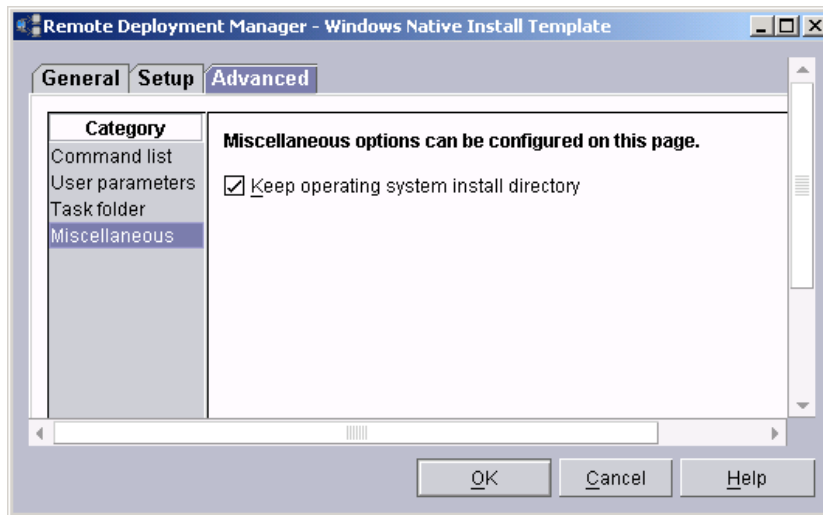 Remote Deployment Manager - Windows Native Install Template
General Setup Advanced
Category
Command list
User parameters
Task folder
Miscellaneous
Miscellaneous options can be configured on this page.
Keep operating system install directory
OK Cancel Help